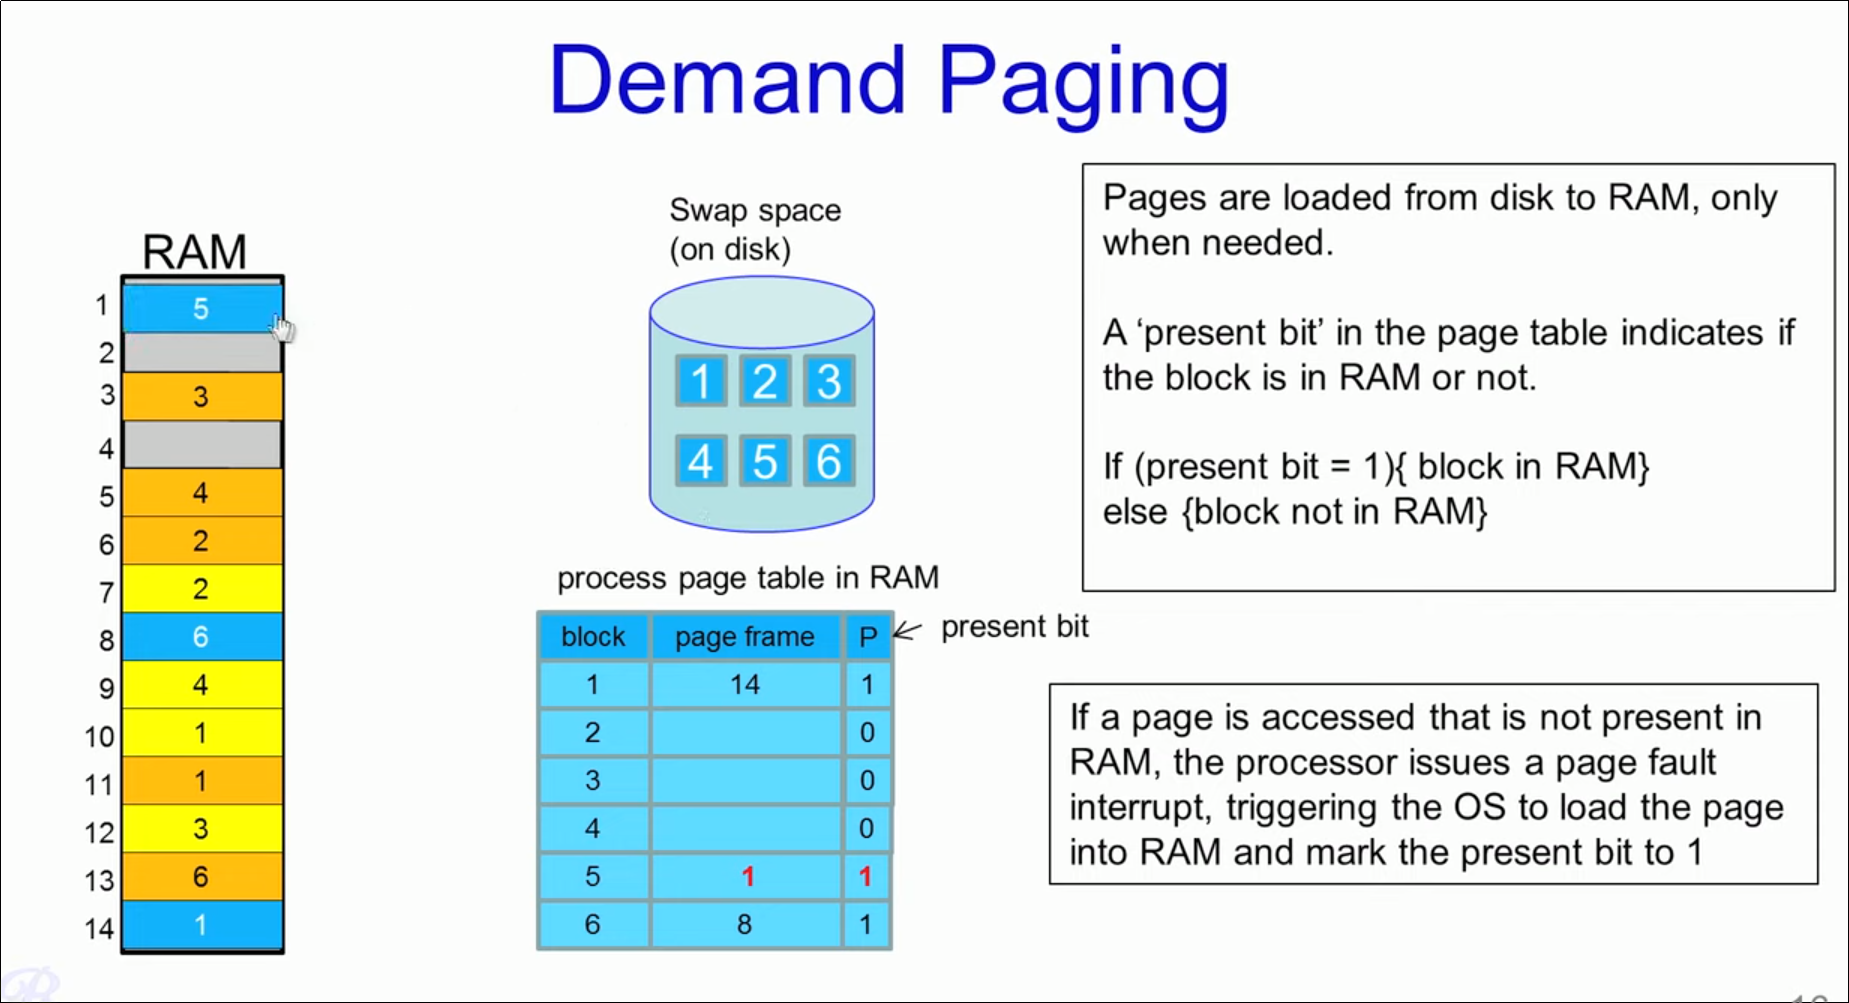 Demand Paging
RAM
1 5
2
3 3
4
5 4
6 2
7 2
8 6
9 4
10 1
11 1
12 3
13 6
14 1
Swap space
(on disk)
1 2 3
4 5 6
process page table in RAM
block page frame P
present bit
1 14 1
2 0
3 0
4 0
5 1 1
6 8 1
Pages are loaded from disk to RAM, only
when needed.
A ‘present bit’ in the page table indicates if
the block is in RAM or not.
If (present bit = 1){ block in RAM}
else {block not in RAM}
If a page is accessed that is not present in
RAM, the processor issues a page fault
interrupt, triggering the OS to load the page
into RAM and mark the present bit to 1